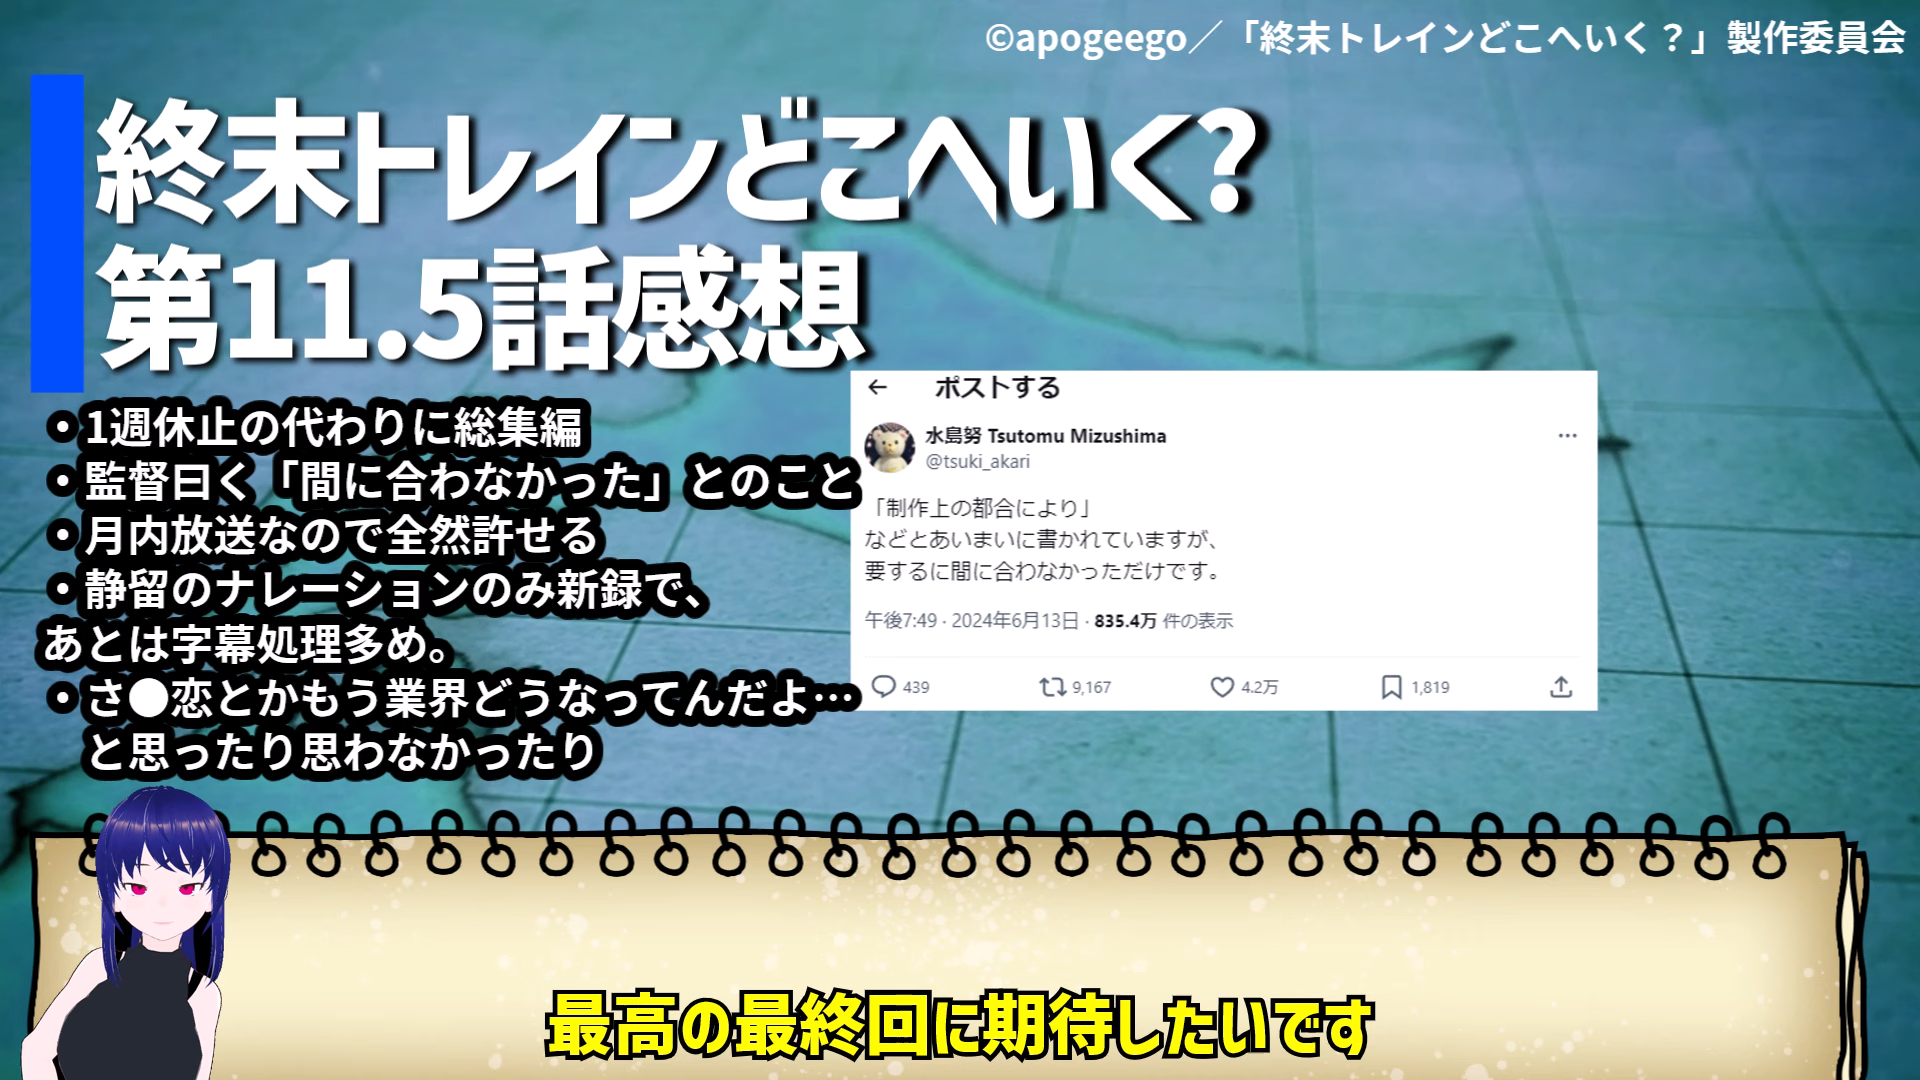 ©apogeego／「終末トレインどこへいく？」製作委員会
終末トレインどこへいく?
第11.5話感想
・1週休止の代わりに総集編
・監督曰く「間に合わなかった」とのこと
・月内放送なので全然許せる
・静留のナレーションのみ新録で、
あとは字幕処理多め。
・さ●恋とかもう業界どうなってんだよ…
と思ったり思わなかったり
← ポストする
水島努 Tsutomu Mizushima
@tsuki_akari
「制作上の都合により」
などとあいまいに書かれていますが、
要するに間に合わなかっただけです。
午後7:49 · 2024年6月13日 · 835.4万 件の表示
439 9,167 4.2万 1,819
最高の最終回に期待したいです